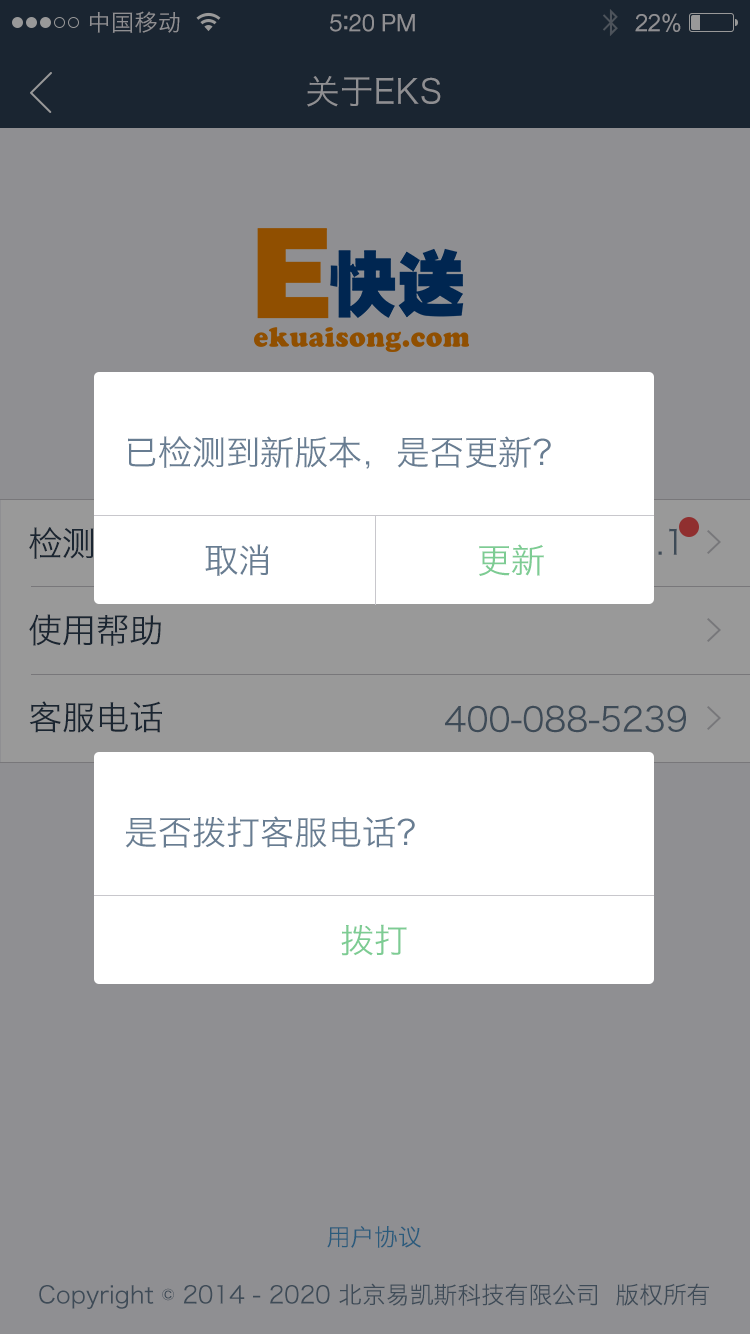 中国移动 5:20 PM 22%
关于EKS
E快送
ekuaisong.com
已检测到新版本，是否更新？
取消 更新
检测 .1
使用帮助
客服电话 400-088-5239
是否拨打客服电话？
拨打
用户协议
Copyright © 2014 - 2020 北京易凯斯科技有限公司 版权所有